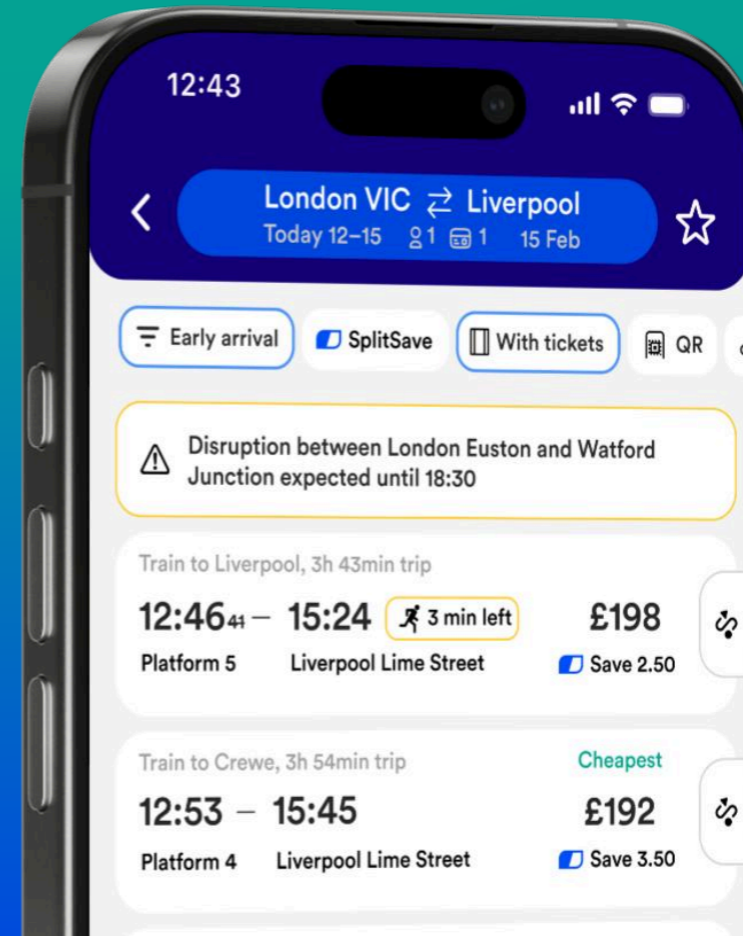 12:43
London VIC ⇄ Liverpool
Today 12–15 1 1 15 Feb
Early arrival SplitSave With tickets QR
Disruption between London Euston and Watford
Junction expected until 18:30
Train to Liverpool, 3h 43min trip
12:46 41 – 15:24 3 min left £198
Platform 5 Liverpool Lime Street Save 2.50
Train to Crewe, 3h 54min trip Cheapest
12:53 – 15:45 £192
Platform 4 Liverpool Lime Street Save 3.50